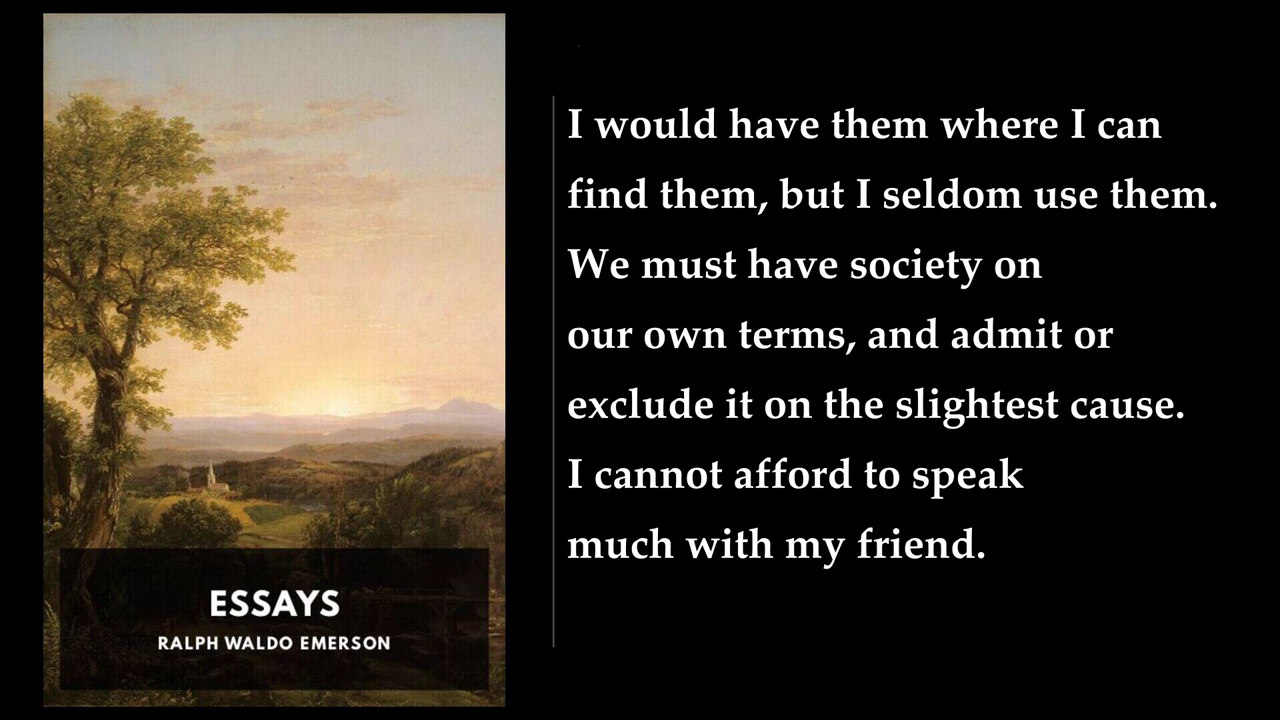 ESSAYS
RALPH WALDO EMERSON
I would have them where I can
find them, but I seldom use them.
We must have society on
our own terms, and admit or
exclude it on the slightest cause.
I cannot afford to speak
much with my friend.